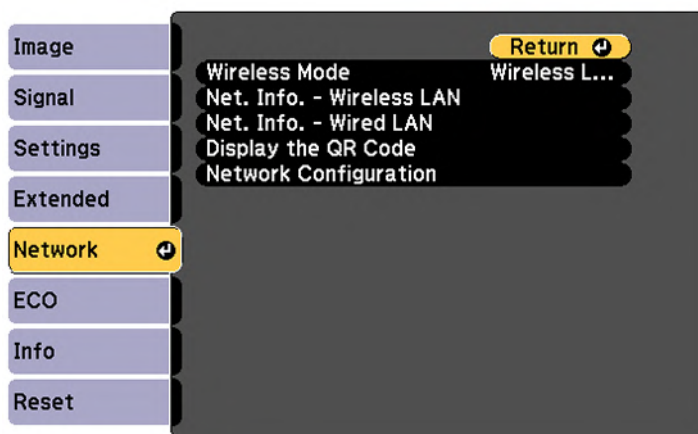 Image
Signal
Settings
Extended
Network
ECO
Info
Reset
Return
Wireless Mode Wireless L...
Net. Info. - Wireless LAN
Net. Info. - Wired LAN
Display the QR Code
Network Configuration